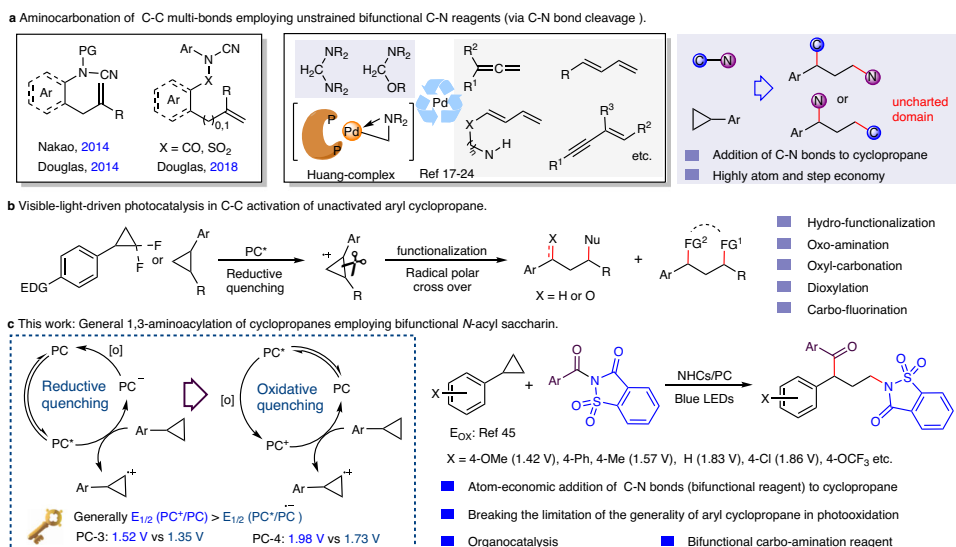 a Aminocarbonation of C-C multi-bonds employing unstrained bifunctional C-N reagents (via C-N bond cleavage ).
PG
N
CN
Ar
R
Nakao, 2014
Douglas, 2014
Ar
N
CN
X
Ar
R
( )0,1
X = CO, SO2
Douglas, 2018
NR2
H2C
NR2
NR2
H2C
OR
P
Pd
P
NR2
Huang-complex
Pd
Ref 17-24
R2
R1
R
X
N
H
R3
R2
R1
etc.
C
N
Ar
C
Ar
N
or
N
Ar
C
uncharted
domain
Addition of C-N bonds to cyclopropane
Highly atom and step economy
b Visible-light-driven photocatalysis in C-C activation of unactivated aryl cyclopropane.
F
F
EDG
or
Ar
R
PC*
Reductive
quenching
Ar
R
functionalization
Radical polar
cross over
X
Nu
Ar
R
X = H or O
+
FG2
FG1
Ar
R
Hydro-functionalization
Oxo-amination
Oxyl-carbonation
Dioxylation
Carbo-fluorination
c This work: General 1,3-aminoacylation of cyclopropanes employing bifunctional N-acyl saccharin.
PC
[o]
Reductive
quenching
PC-
PC*
Ar
Ar
PC*
[o]
Oxidative
quenching
PC
PC+
Ar
Ar
Generally E1/2 (PC+/PC) > E1/2 (PC*/PC.-)
PC-3: 1.52 V vs 1.35 V
PC-4: 1.98 V vs 1.73 V
X
EOX: Ref 45
+
O
Ar
N
O
O
S
O
NHCs/PC
Blue LEDs
Ar
O
X
O
O
S
N
O
X = 4-OMe (1.42 V), 4-Ph, 4-Me (1.57 V), H (1.83 V), 4-Cl (1.86 V), 4-OCF3 etc.
Atom-economic addition of C-N bonds (bifunctional reagent) to cyclopropane
Breaking the limitation of the generality of aryl cyclopropane in photooxidation
Organocatalysis
Bifunctional carbo-amination reagent